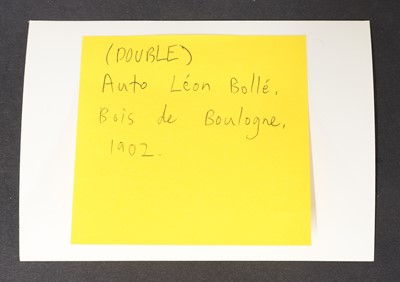 (DOUBLE)
Auto Léon Bollé.
Bois de Boulogne.
1902.